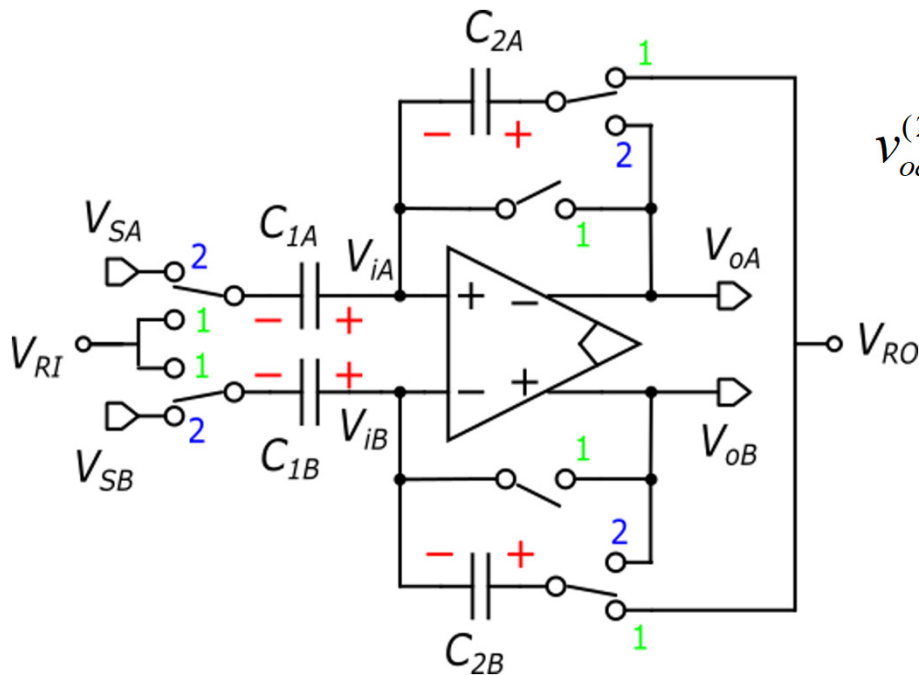 C2A
1
− +
2
v(2
VSA
2
C1A
ViA
1
VoA
+ −
− +
1
VRI
1
VRO
− +
− +
2
VSB
C1B
ViB
1
VoB
2
− +
C2B
1